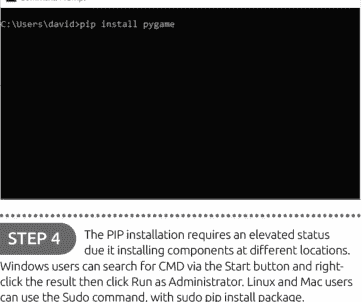 C:\Users\david>pip install pygame
STEP 4 The PIP installation requires an elevated status
due it installing components at different locations.
Windows users can search for CMD via the Start button and right-
click the result then click Run as Administrator. Linux and Mac users
can use the Sudo command, with sudo pip install package.